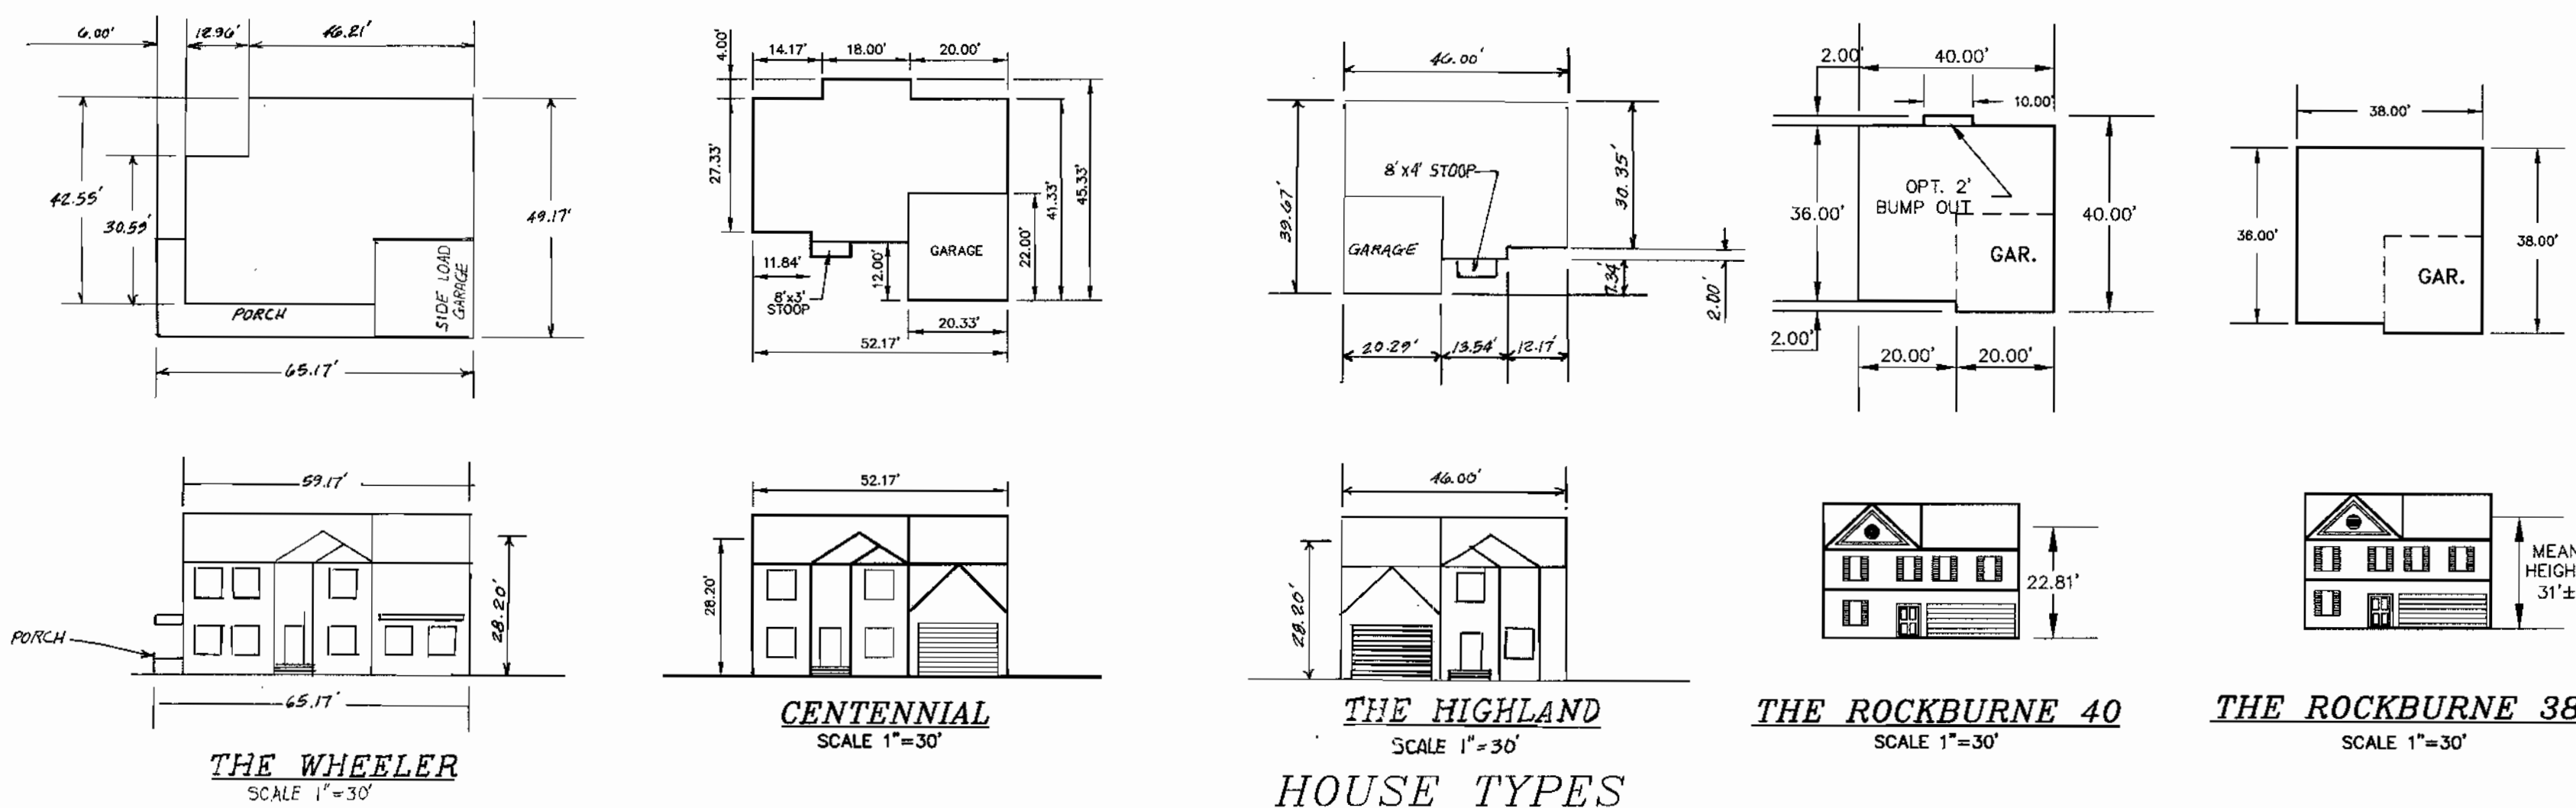 6.00'
12.96'
46.21'
42.55'
30.59'
49.17'
SIDE LOAD
GARAGE
PORCH
65.17'
59.17'
28.20'
PORCH
65.17'
THE WHEELER
SCALE 1"=30'
4.00'
14.17'
18.00'
20.00'
27.33'
41.33'
45.33'
22.00'
GARAGE
11.84'
12.00'
8'x3'
STOOP
20.33'
52.17'
52.17'
28.20'
CENTENNIAL
SCALE 1"=30'
46.00'
39.67'
8'x4' STOOP
30.35'
GARAGE
7.34'
2.00'
20.29'
13.54'
12.17'
46.00'
28.20'
THE HIGHLAND
SCALE 1"=30'
2.00'
40.00'
10.00'
OPT. 2'
BUMP OUT
36.00'
40.00'
GAR.
2.00'
20.00'
20.00'
22.81'
THE ROCKBURNE 40
SCALE 1"=30'
38.00'
36.00'
38.00'
GAR.
MEAN
HEIGH
31'±
THE ROCKBURNE 38
SCALE 1"=30'
HOUSE TYPES